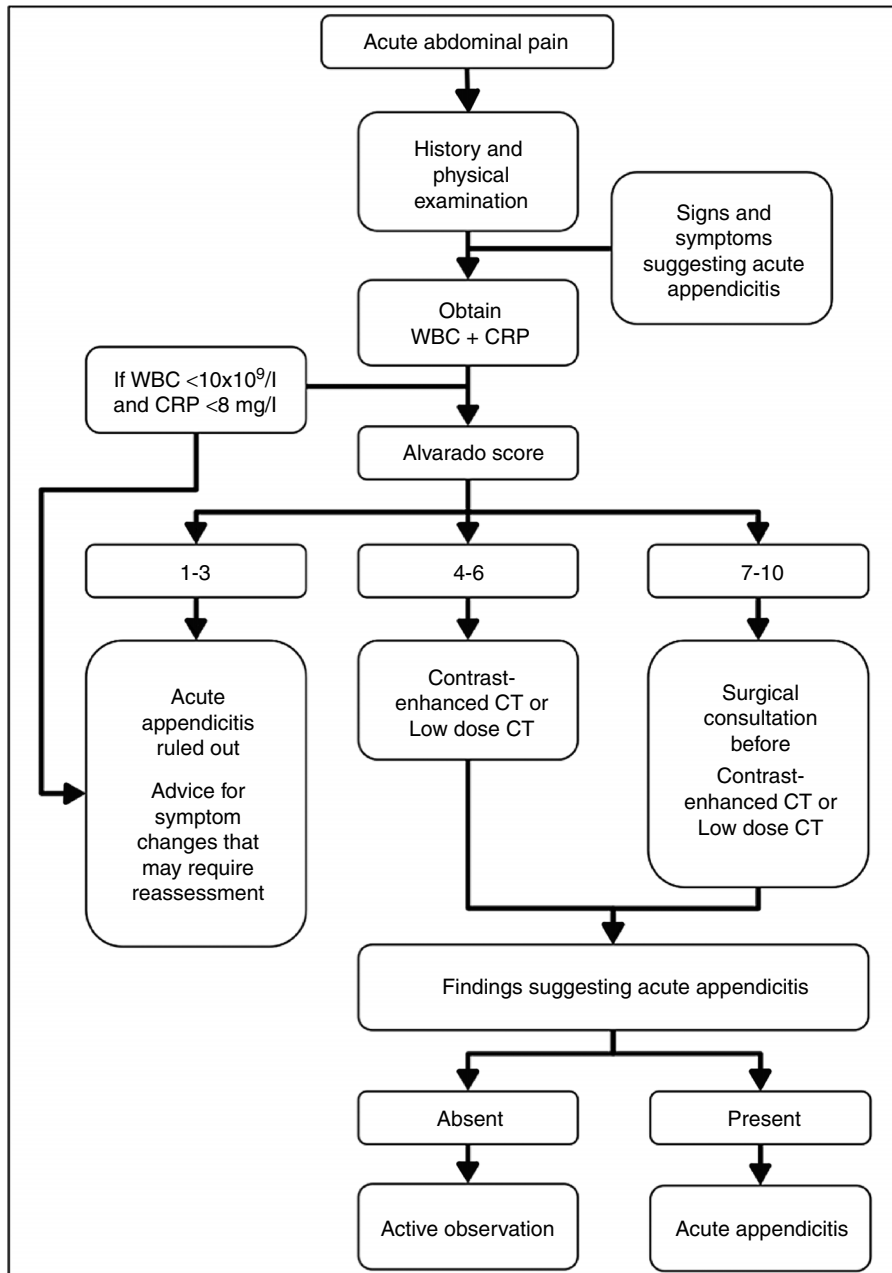 Acute abdominal pain
History and
physical
examination
Signs and
symptoms
suggesting acute
appendicitis
Obtain
WBC + CRP
If WBC <10x10⁹/l
and CRP <8 mg/l
Alvarado score
1-3
4-6
7-10
Acute
appendicitis
ruled out
Advice for
symptom
changes that
may require
reassessment
Contrast-
enhanced CT or
Low dose CT
Surgical
consultation
before
Contrast-
enhanced CT or
Low dose CT
Findings suggesting acute appendicitis
Absent
Present
Active observation
Acute appendicitis